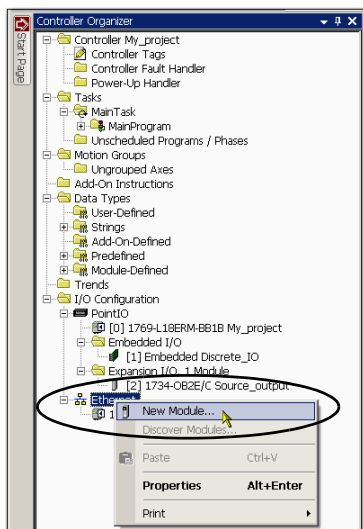 Controller Organizer
Start Page
Controller My_project
Controller Tags
Controller Fault Handler
Power-Up Handler
Tasks
MainTask
MainProgram
Unscheduled Programs / Phases
Motion Groups
Ungrouped Axes
Add-On Instructions
Data Types
User-Defined
Strings
Add-On-Defined
Predefined
Module-Defined
Trends
I/O Configuration
PointIO
[0] 1769-L18ERM-BB1B My_project
Embedded I/O
[1] Embedded Discrete_IO
Expansion I/O, 1 Module
[2] 1734-OB2E/C Source_output
Ethernet
1
New Module...
Discover Modules...
Paste Ctrl+V
Properties Alt+Enter
Print